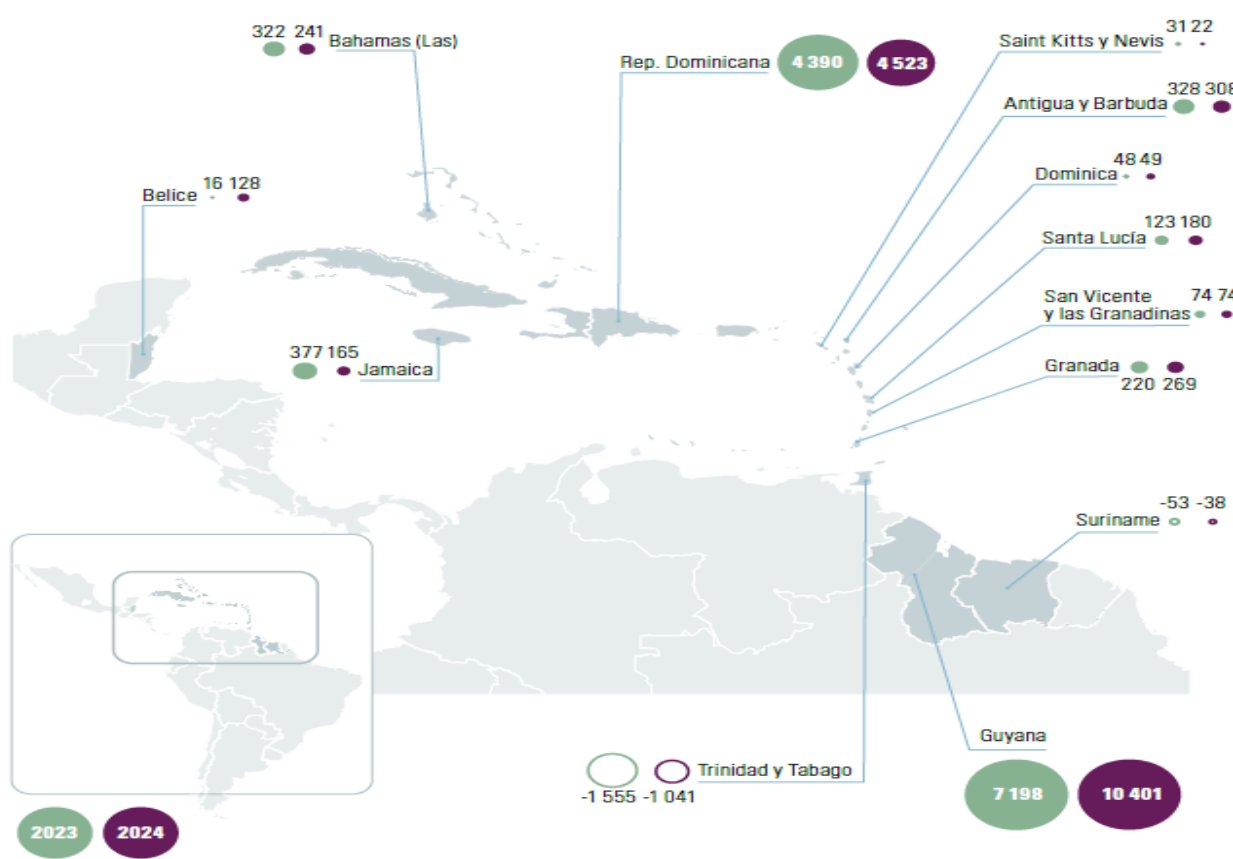 322 241
Bahamas (Las)
Rep. Dominicana
4 390
4 523
31 22
Saint Kitts y Nevis
328 308
Antigua y Barbuda
48 49
Dominica
16 128
Belice
123 180
Santa Lucía
San Vicente
y las Granadinas
74 74
377 165
Jamaica
Granada
220 269
-53 -38
Suriname
Guyana
7 198
10 401
Trinidad y Tabago
-1 555 -1 041
2023
2024